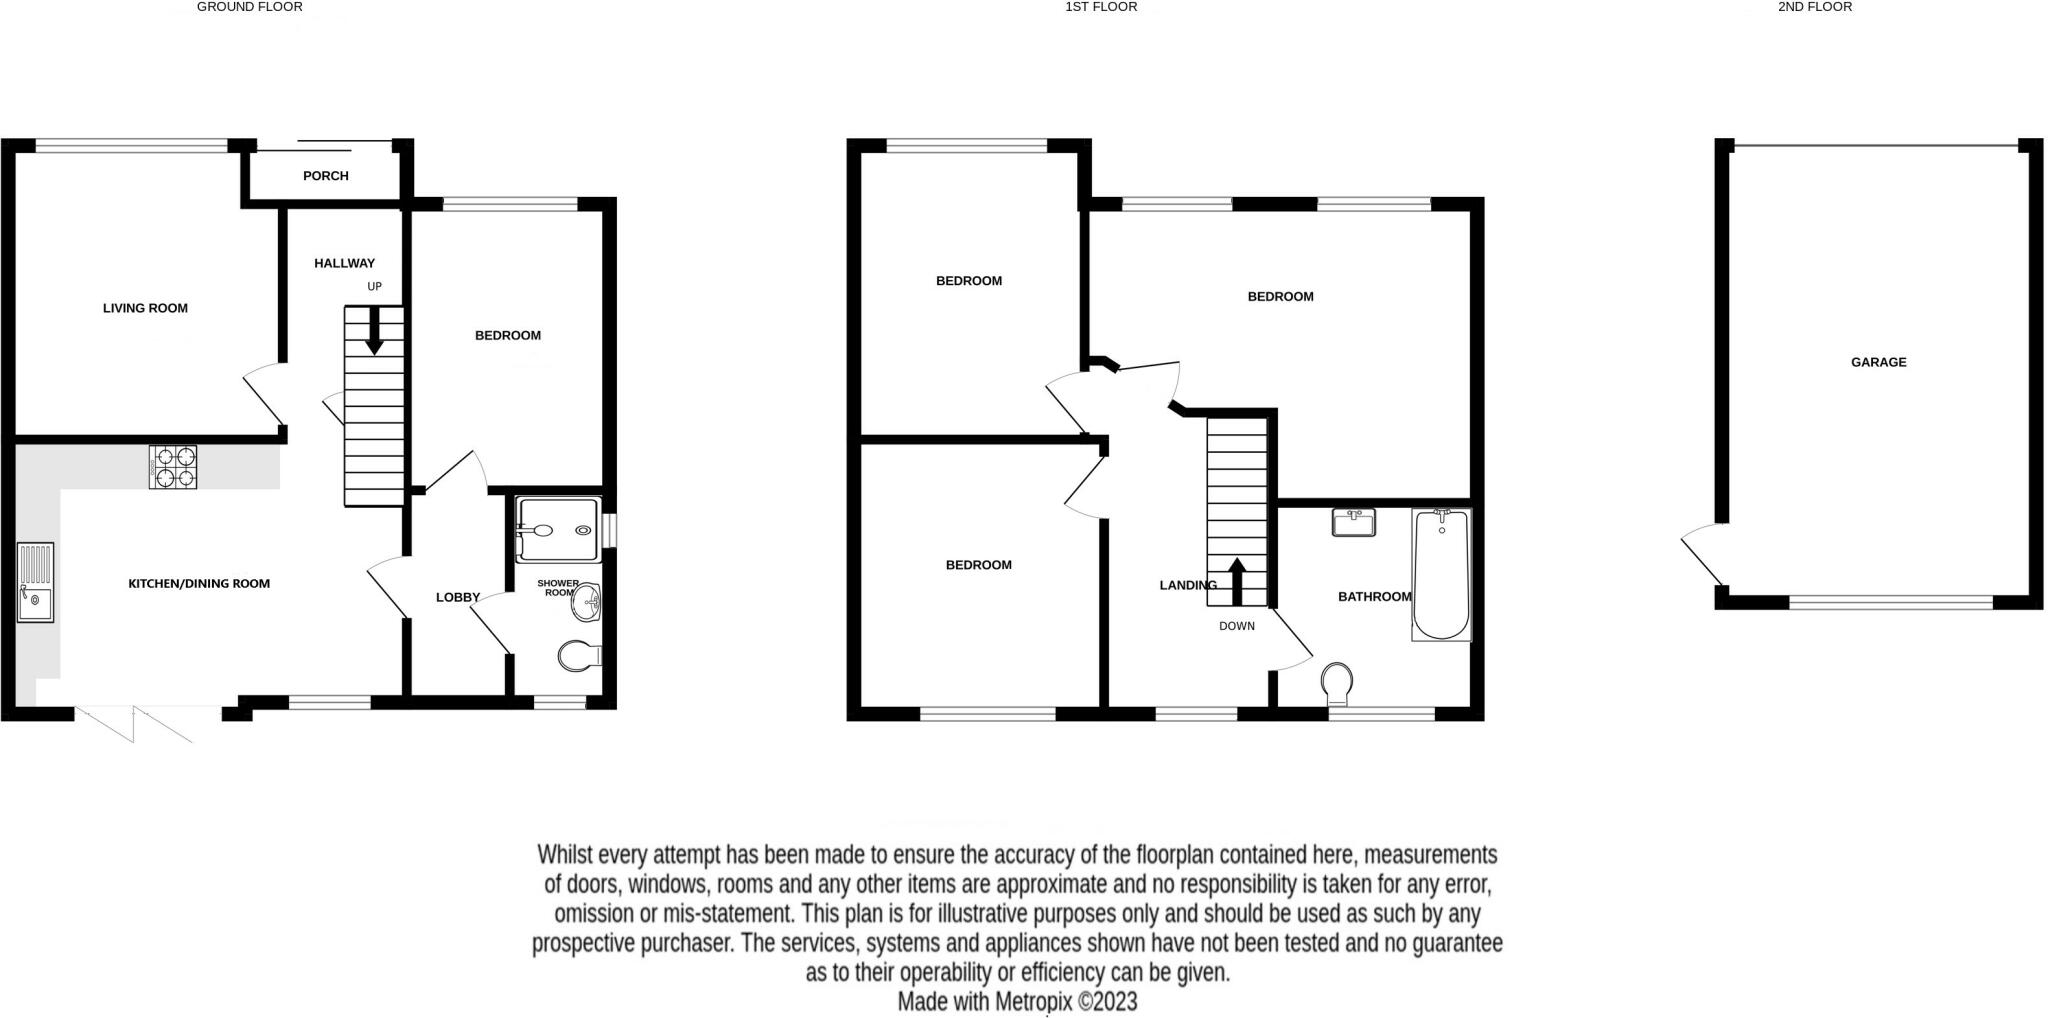 GROUND FLOOR
1ST FLOOR
2ND FLOOR
PORCH
HALLWAY
UP
LIVING ROOM
BEDROOM
KITCHEN/DINING ROOM
LOBBY
SHOWER
ROOM
BEDROOM
BEDROOM
BEDROOM
LANDING
DOWN
BATHROOM
GARAGE
Whilst every attempt has been made to ensure the accuracy of the floorplan contained here, measurements
of doors, windows, rooms and any other items are approximate and no responsibility is taken for any error,
omission or mis-statement. This plan is for illustrative purposes only and should be used as such by any
prospective purchaser. The services, systems and appliances shown have not been tested and no guarantee
as to their operability or efficiency can be given.
Made with Metropix ©2023